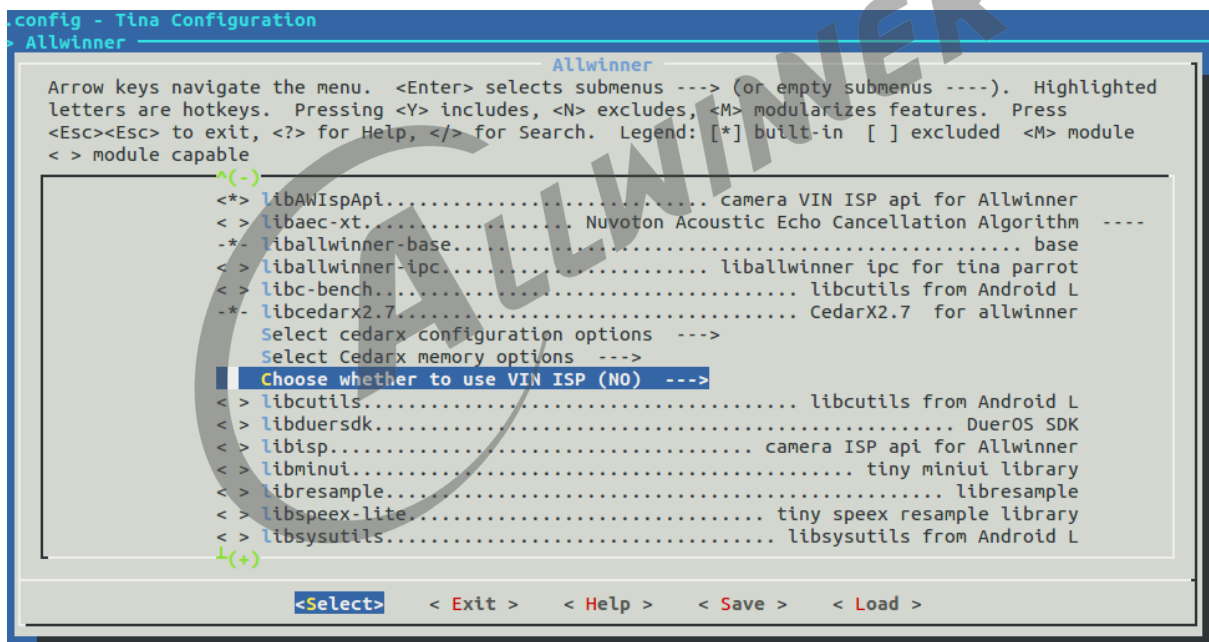 .config - Tina Configuration
> Allwinner
Allwinner
Arrow keys navigate the menu.  <Enter> selects submenus ---> (or empty submenus ----).  Highlighted
letters are hotkeys.  Pressing <Y> includes, <N> excludes, <M> modularizes features.  Press
<Esc><Esc> to exit, <?> for Help, </> for Search.  Legend: [*] built-in  [ ] excluded  <M> module
< > module capable
^(-)
<*> libAWIspApi............................. camera VIN ISP api for Allwinner
< > libaec-xt................... Nuvoton Acoustic Echo Cancellation Algorithm  ----
-*- liballwinner-base................................................... base
< > liballwinner-ipc........................ liballwinner ipc for tina parrot
< > libc-bench...................................... libcutils from Android L
-*- libcedarx2.7.................................... CedarX2.7  for allwinner
Select cedarx configuration options  --->
Select Cedarx memory options  --->
Choose whether to use VIN ISP (NO)  --->
< > libcutils....................................... libcutils from Android L
< > libduersdk.................................................... DuerOS SDK
< > libisp.................................... camera ISP api for Allwinner
< > libminui............................................. tiny miniui library
< > libresample.................................................. libresample
< > libspeex-lite................................ tiny speex resample library
< > libsysutils................................... libsysutils from Android L
┴(+)
<Select>    < Exit >    < Help >    < Save >    < Load >
ALLWINNER